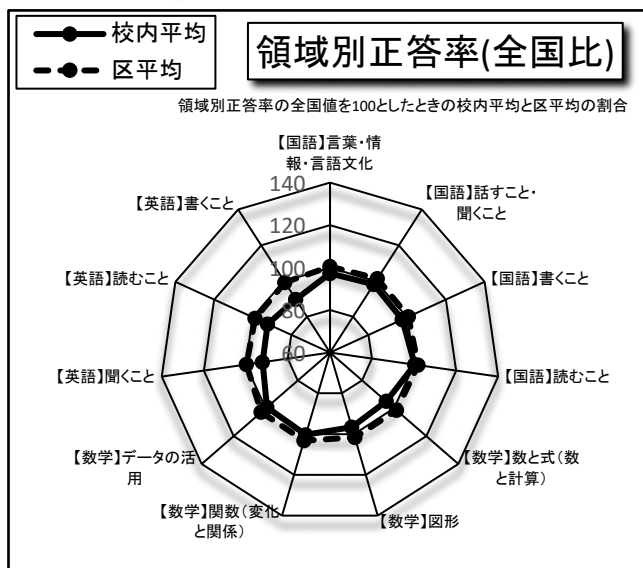 校内平均
区平均
領域別正答率(全国比)
領域別正答率の全国値を100としたときの校内平均と区平均の割合
【国語】言葉・情
報・言語文化
【国語】話すこと・
聞くこと
【国語】書くこと
【国語】読むこと
【数学】数と式(数
と計算)
【数学】図形
【数学】関数(変化
と関係)
【数学】データの活
用
【英語】聞くこと
【英語】読むこと
【英語】書くこと
140
120
100
80
60